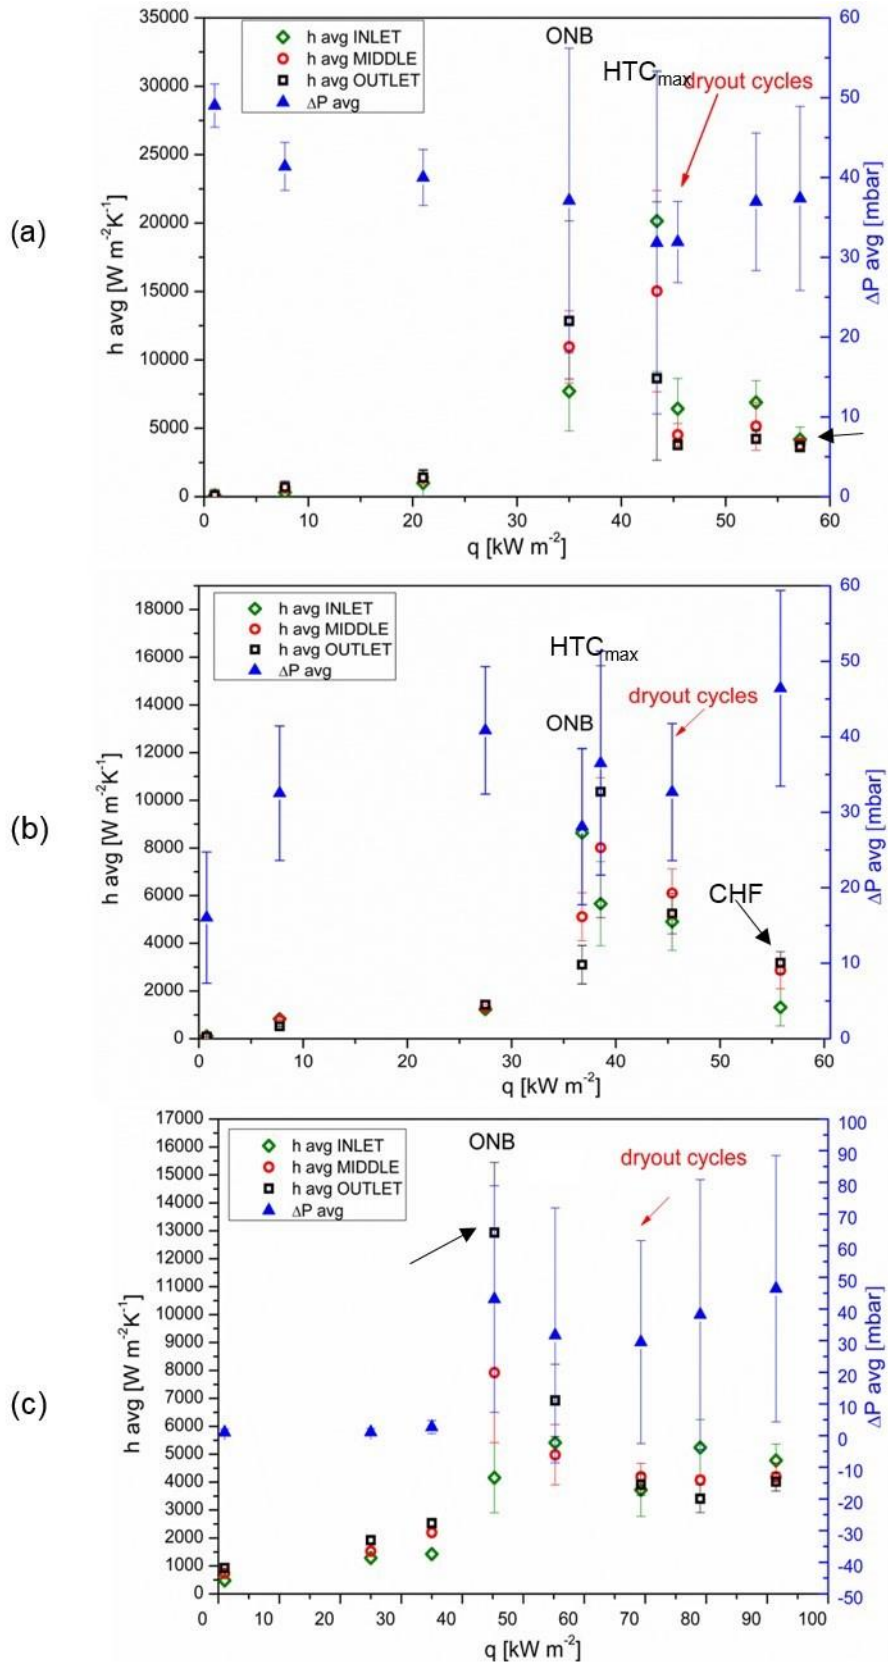 (a)
h avg INLET
h avg MIDDLE
h avg OUTLET
ΔP avg
ONB
HTCmax
dryout cycles
35000
30000
25000
20000
15000
10000
5000
0
h avg [W m⁻²K⁻¹]
60
50
40
30
20
10
0
ΔP avg [mbar]
0 10 20 30 40 50 60
q [kW m⁻²]
(b)
h avg INLET
h avg MIDDLE
h avg OUTLET
ΔP avg
HTCmax
ONB
dryout cycles
CHF
18000
16000
14000
12000
10000
8000
6000
4000
2000
0
h avg [W m⁻²K⁻¹]
60
50
40
30
20
10
0
ΔP avg [mbar]
0 10 20 30 40 50 60
q [kW m⁻²]
(c)
h avg INLET
h avg MIDDLE
h avg OUTLET
ΔP avg
ONB
dryout cycles
17000
16000
15000
14000
13000
12000
11000
10000
9000
8000
7000
6000
5000
4000
3000
2000
1000
0
h avg [W m⁻²K⁻¹]
100
90
80
70
60
50
40
30
20
10
0
-10
-20
-30
-40
-50
ΔP avg [mbar]
0 10 20 30 40 50 60 70 80 90 100
q [kW m⁻²]